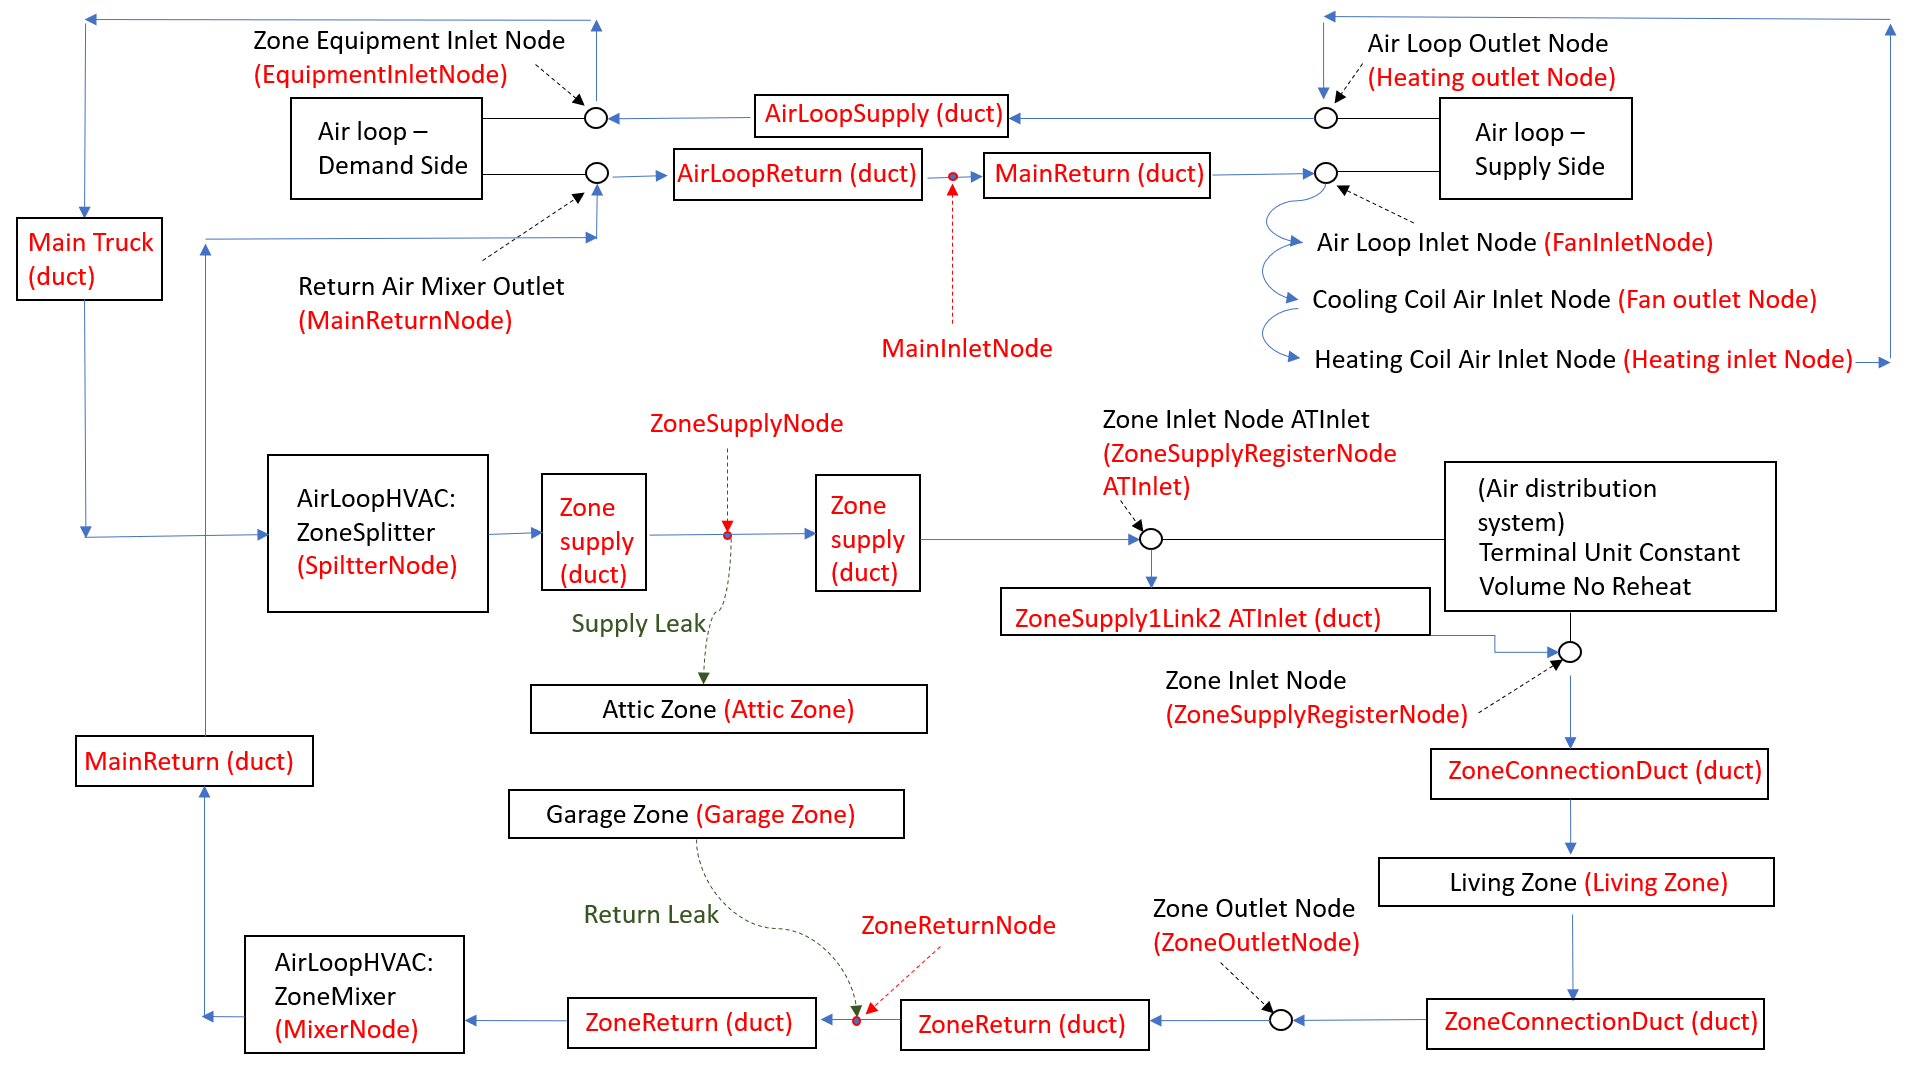 Zone Equipment Inlet Node
(EquipmentInletNode)
Air Loop Outlet Node
(Heating outlet Node)
Air loop –
Demand Side
AirLoopSupply (duct)
Air loop –
Supply Side
AirLoopReturn (duct)
MainReturn (duct)
Main Truck
(duct)
Return Air Mixer Outlet
(MainReturnNode)
MainInletNode
Air Loop Inlet Node (FanInletNode)
Cooling Coil Air Inlet Node (Fan outlet Node)
Heating Coil Air Inlet Node (Heating inlet Node)
ZoneSupplyNode
Zone Inlet Node ATInlet
(ZoneSupplyRegisterNode
ATInlet)
AirLoopHVAC:
ZoneSplitter
(SpiltterNode)
Zone
supply
(duct)
Zone
supply
(duct)
(Air distribution
system)
Terminal Unit Constant
Volume No Reheat
Supply Leak
ZoneSupply1Link2 ATInlet (duct)
Attic Zone (Attic Zone)
Zone Inlet Node
(ZoneSupplyRegisterNode)
MainReturn (duct)
ZoneConnectionDuct (duct)
Garage Zone (Garage Zone)
Living Zone (Living Zone)
Return Leak
ZoneReturnNode
Zone Outlet Node
(ZoneOutletNode)
AirLoopHVAC:
ZoneMixer
(MixerNode)
ZoneReturn (duct)
ZoneReturn (duct)
ZoneConnectionDuct (duct)